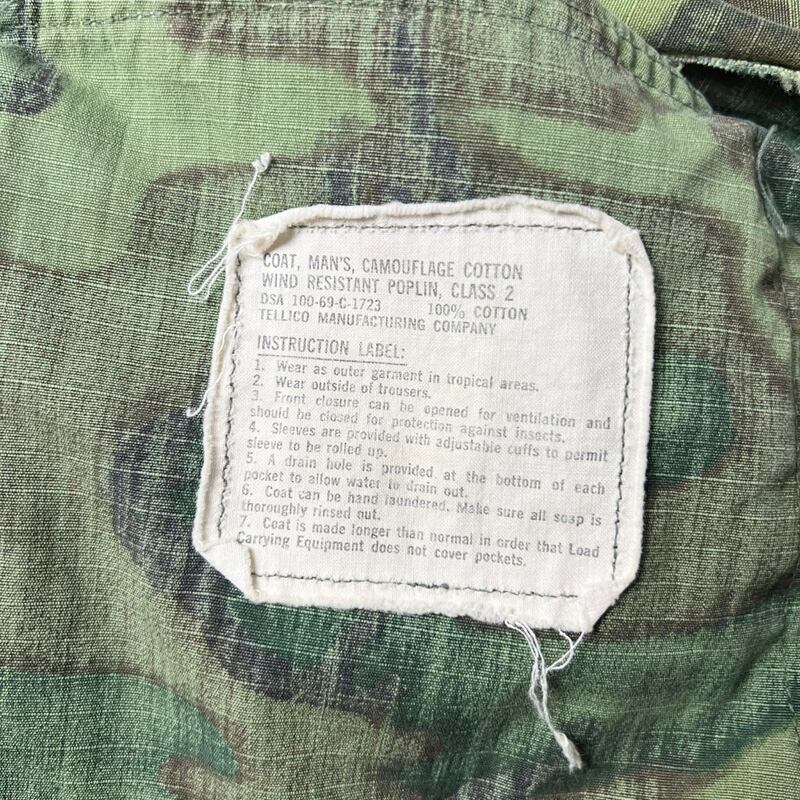 COAT, MAN'S, CAMOUFLAGE COTTON
WIND RESISTANT POPLIN, CLASS 2
DSA 100-69-C-1723 100% COTTON
TELLICO MANUFACTURING COMPANY
INSTRUCTION LABEL:
1. Wear as outer garment in tropical areas.
2. Wear outside of trousers.
3. Front closure can be opened for ventilation and
should be closed for protection against insects.
4. Sleeves are provided with adjustable cuffs to permit
sleeve to be rolled up.
5. A drain hole is provided at the bottom of each
pocket to allow water to drain out.
6. Coat can be hand laundered. Make sure all soap is
thoroughly rinsed out.
7. Coat is made longer than normal in order that Load
Carrying Equipment does not cover pockets.